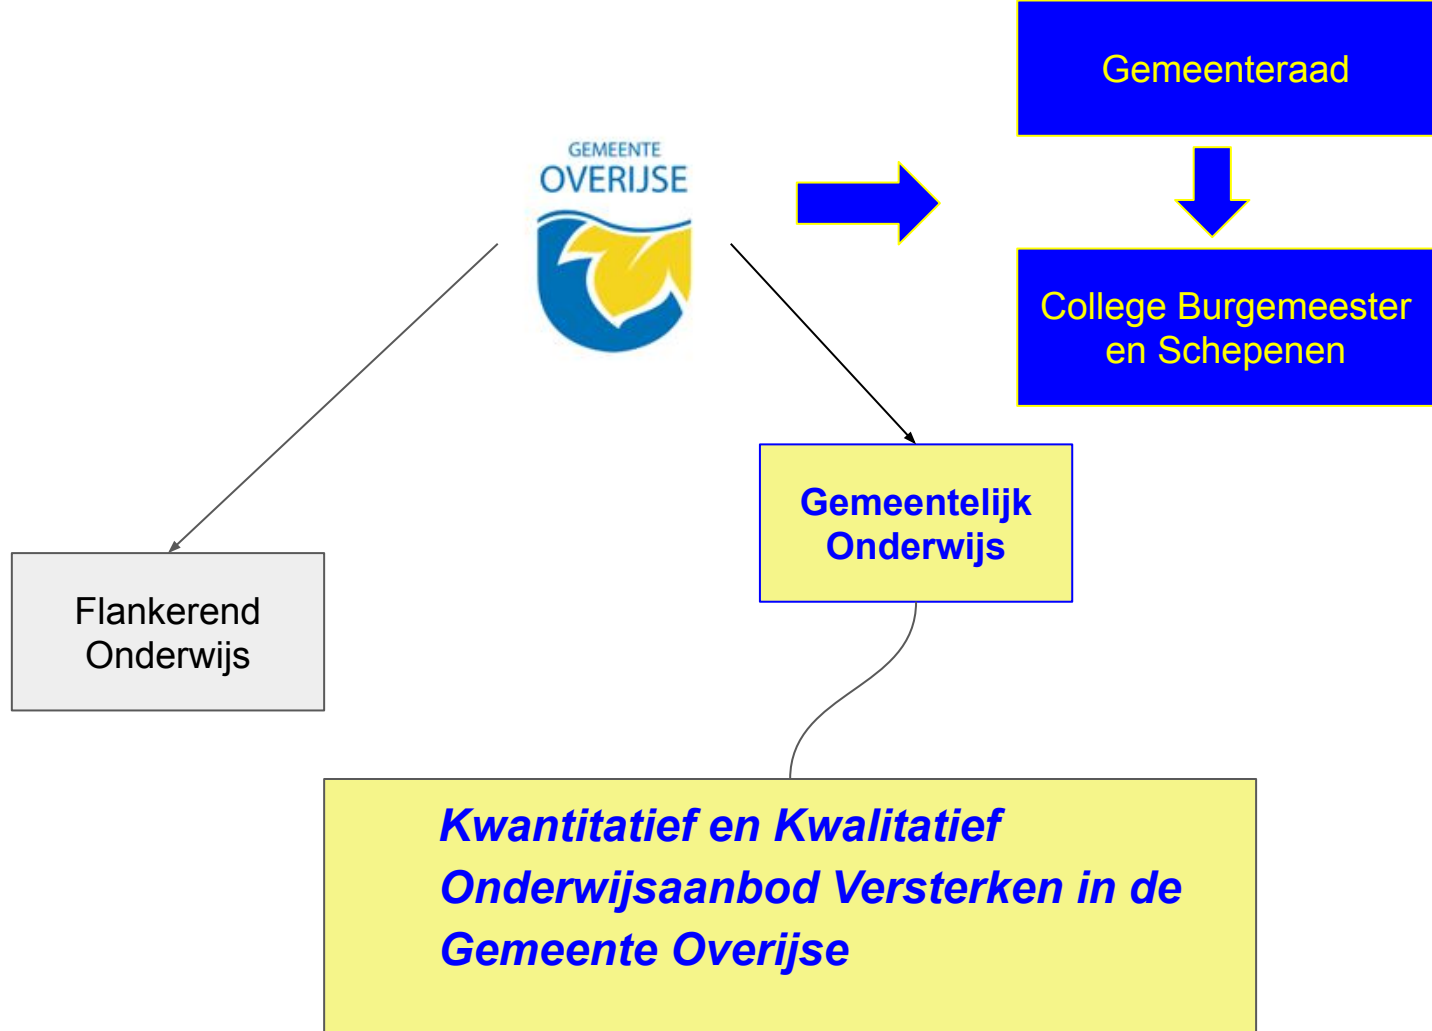 Gemeenteraad
GEMEENTE
OVERIJSE
College Burgemeester
en Schepenen
Gemeentelijk
Onderwijs
Flankerend
Onderwijs
Kwantitatief en Kwalitatief
Onderwijsaanbod Versterken in de
Gemeente Overijse